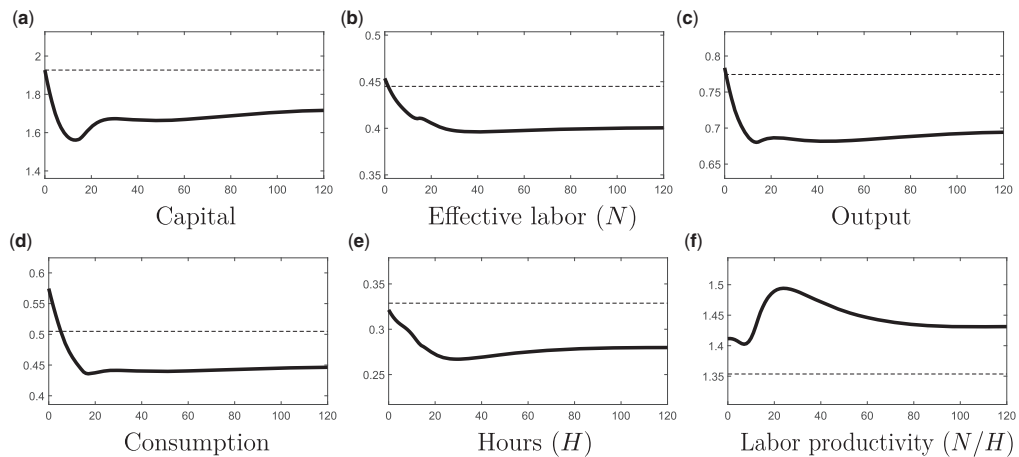 (a)
2
1.8
1.6
1.4
0 20 40 60 80 100 120
Capital
(b)
0.5
0.45
0.4
0.35
0 20 40 60 80 100 120
Effective labor (N)
(c)
0.8
0.75
0.7
0.65
0 20 40 60 80 100 120
Output
(d)
0.6
0.55
0.5
0.45
0.4
0 20 40 60 80 100 120
Consumption
(e)
0.35
0.3
0.25
0 20 40 60 80 100 120
Hours (H)
(f)
1.5
1.45
1.4
1.35
0 20 40 60 80 100 120
Labor productivity (N/H)